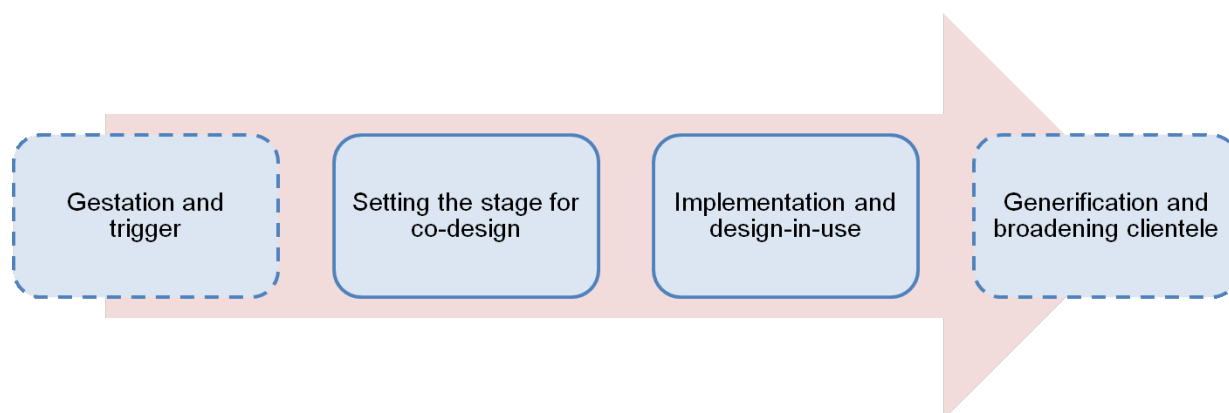 Gestation and
trigger
Setting the stage for
co-design
Implementation and
design-in-use
Generification and
broadening clientele